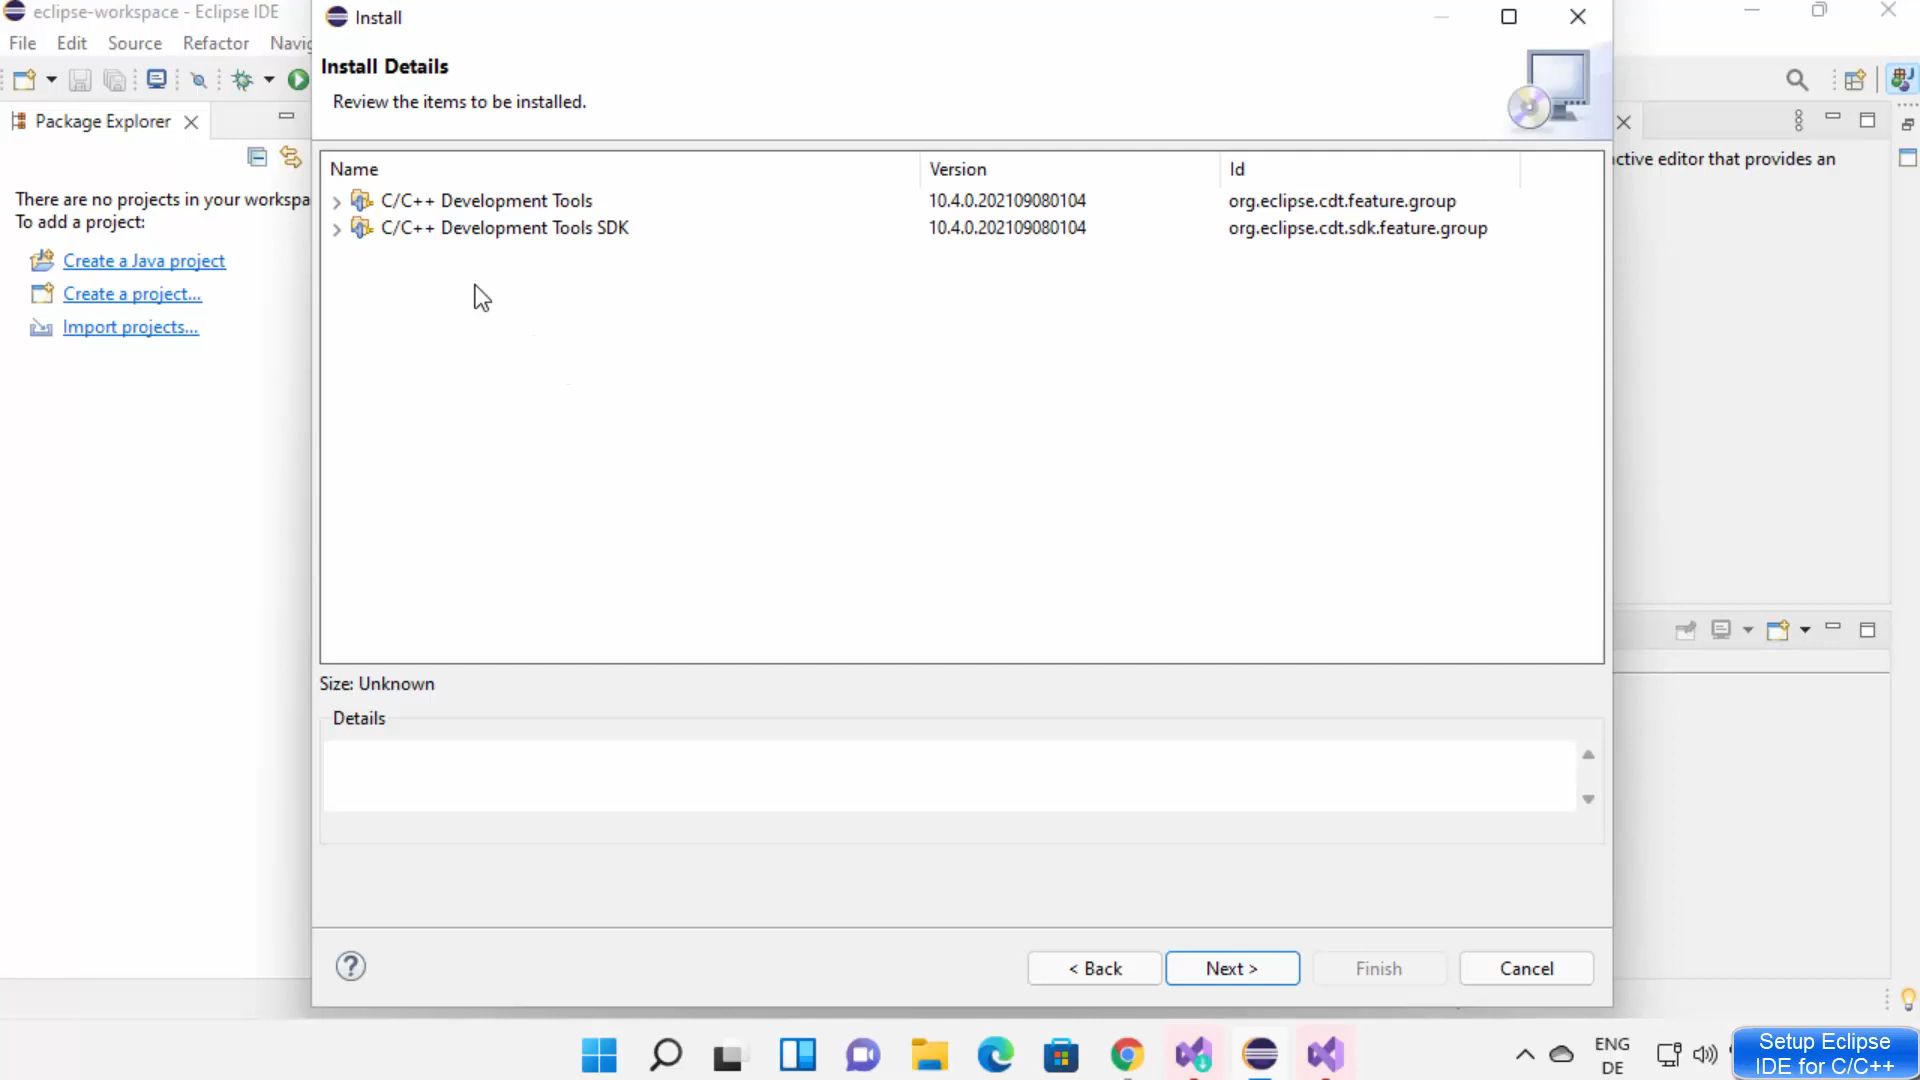 eclipse-workspace - Eclipse IDE
File Edit Source Refactor Navig
Package Explorer
There are no projects in your workspa
To add a project:
Create a Java project
Create a project...
Import projects...
Install
Install Details
Review the items to be installed.
Name Version Id
C/C++ Development Tools 10.4.0.202109080104 org.eclipse.cdt.feature.group
C/C++ Development Tools SDK 10.4.0.202109080104 org.eclipse.cdt.sdk.feature.group
Size: Unknown
Details
< Back Next > Finish Cancel
ctive editor that provides an
ENG
DE
Setup Eclipse
IDE for C/C++